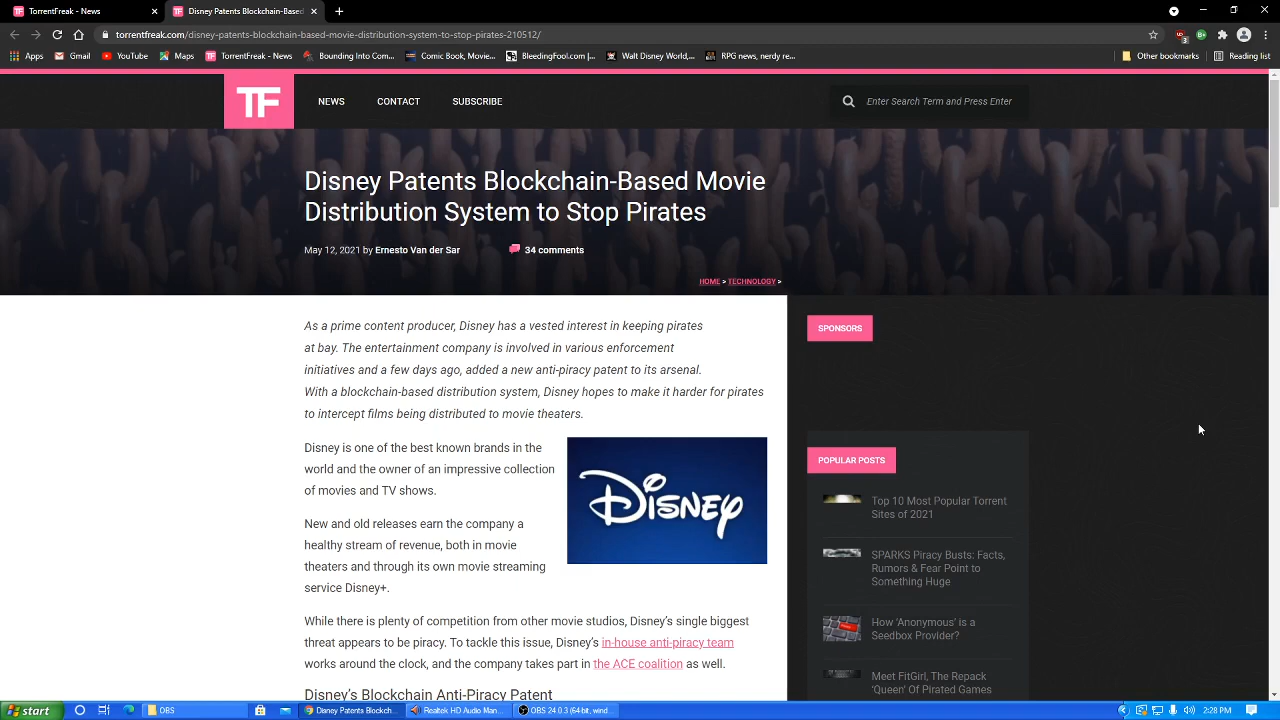 TorrentFreak -
Disney Patents Blockchain-Based
torrentfreak.com/disney-patents-blockchain-based-movie-distribution-system-to-stop-pirates-210512/
Apps
Gmail
YouTube
Maps
TorrentFreak - News
Bounding Into Com...
Comic Book Movies...
BleedingFool.com |...
Walt Disney World,...
RPG news, nerdy re...
Other bookmarks
Reading list
TF
NEWS
CONTACT
SUBSCRIBE
Enter Search Term and Press Enter
Disney Patents Blockchain-Based Movie
Distribution System to Stop Pirates
May 12, 2021 by Ernesto Van der Sar
34 comments
HOME > TECHNOLOGY >
As a prime content producer, Disney has a vested interest in keeping pirates
at bay. The entertainment company is involved in various enforcement
initiatives and a few days ago, added a new anti-piracy patent to its arsenal.
With a blockchain-based distribution system, Disney hopes to make it harder for pirates
to intercept films being distributed to movie theaters.
Disney is one of the best known brands in the
world and the owner of an impressive collection
of movies and TV shows.
New and old releases earn the company a
healthy stream of revenue, both in movie
theaters and through its own movie streaming
service Disney+.
Disney
While there is plenty of competition from other movie studios, Disney's single biggest
threat appears to be piracy. To tackle this issue, Disney's in-house anti-piracy team
works around the clock, and the company takes part in the ACE coalition as well.
Disney's Blockchain Anti-Piracy Patent
SPONSORS
POPULAR POSTS
Top 10 Most Popular Torrent
Sites of 2021
SPARKS Piracy Busts: Facts,
Rumors & Fear Point to
Something Huge
How 'Anonymous' is a
Seedbox Provider?
Meet FitGirl, The Repack
'Queen' Of Pirated Games
start
OBS
Disney Patents Blockch...
Realtek HD Audio Man...
OBS 24.0.3 (64-bit, wind...
2:28 PM